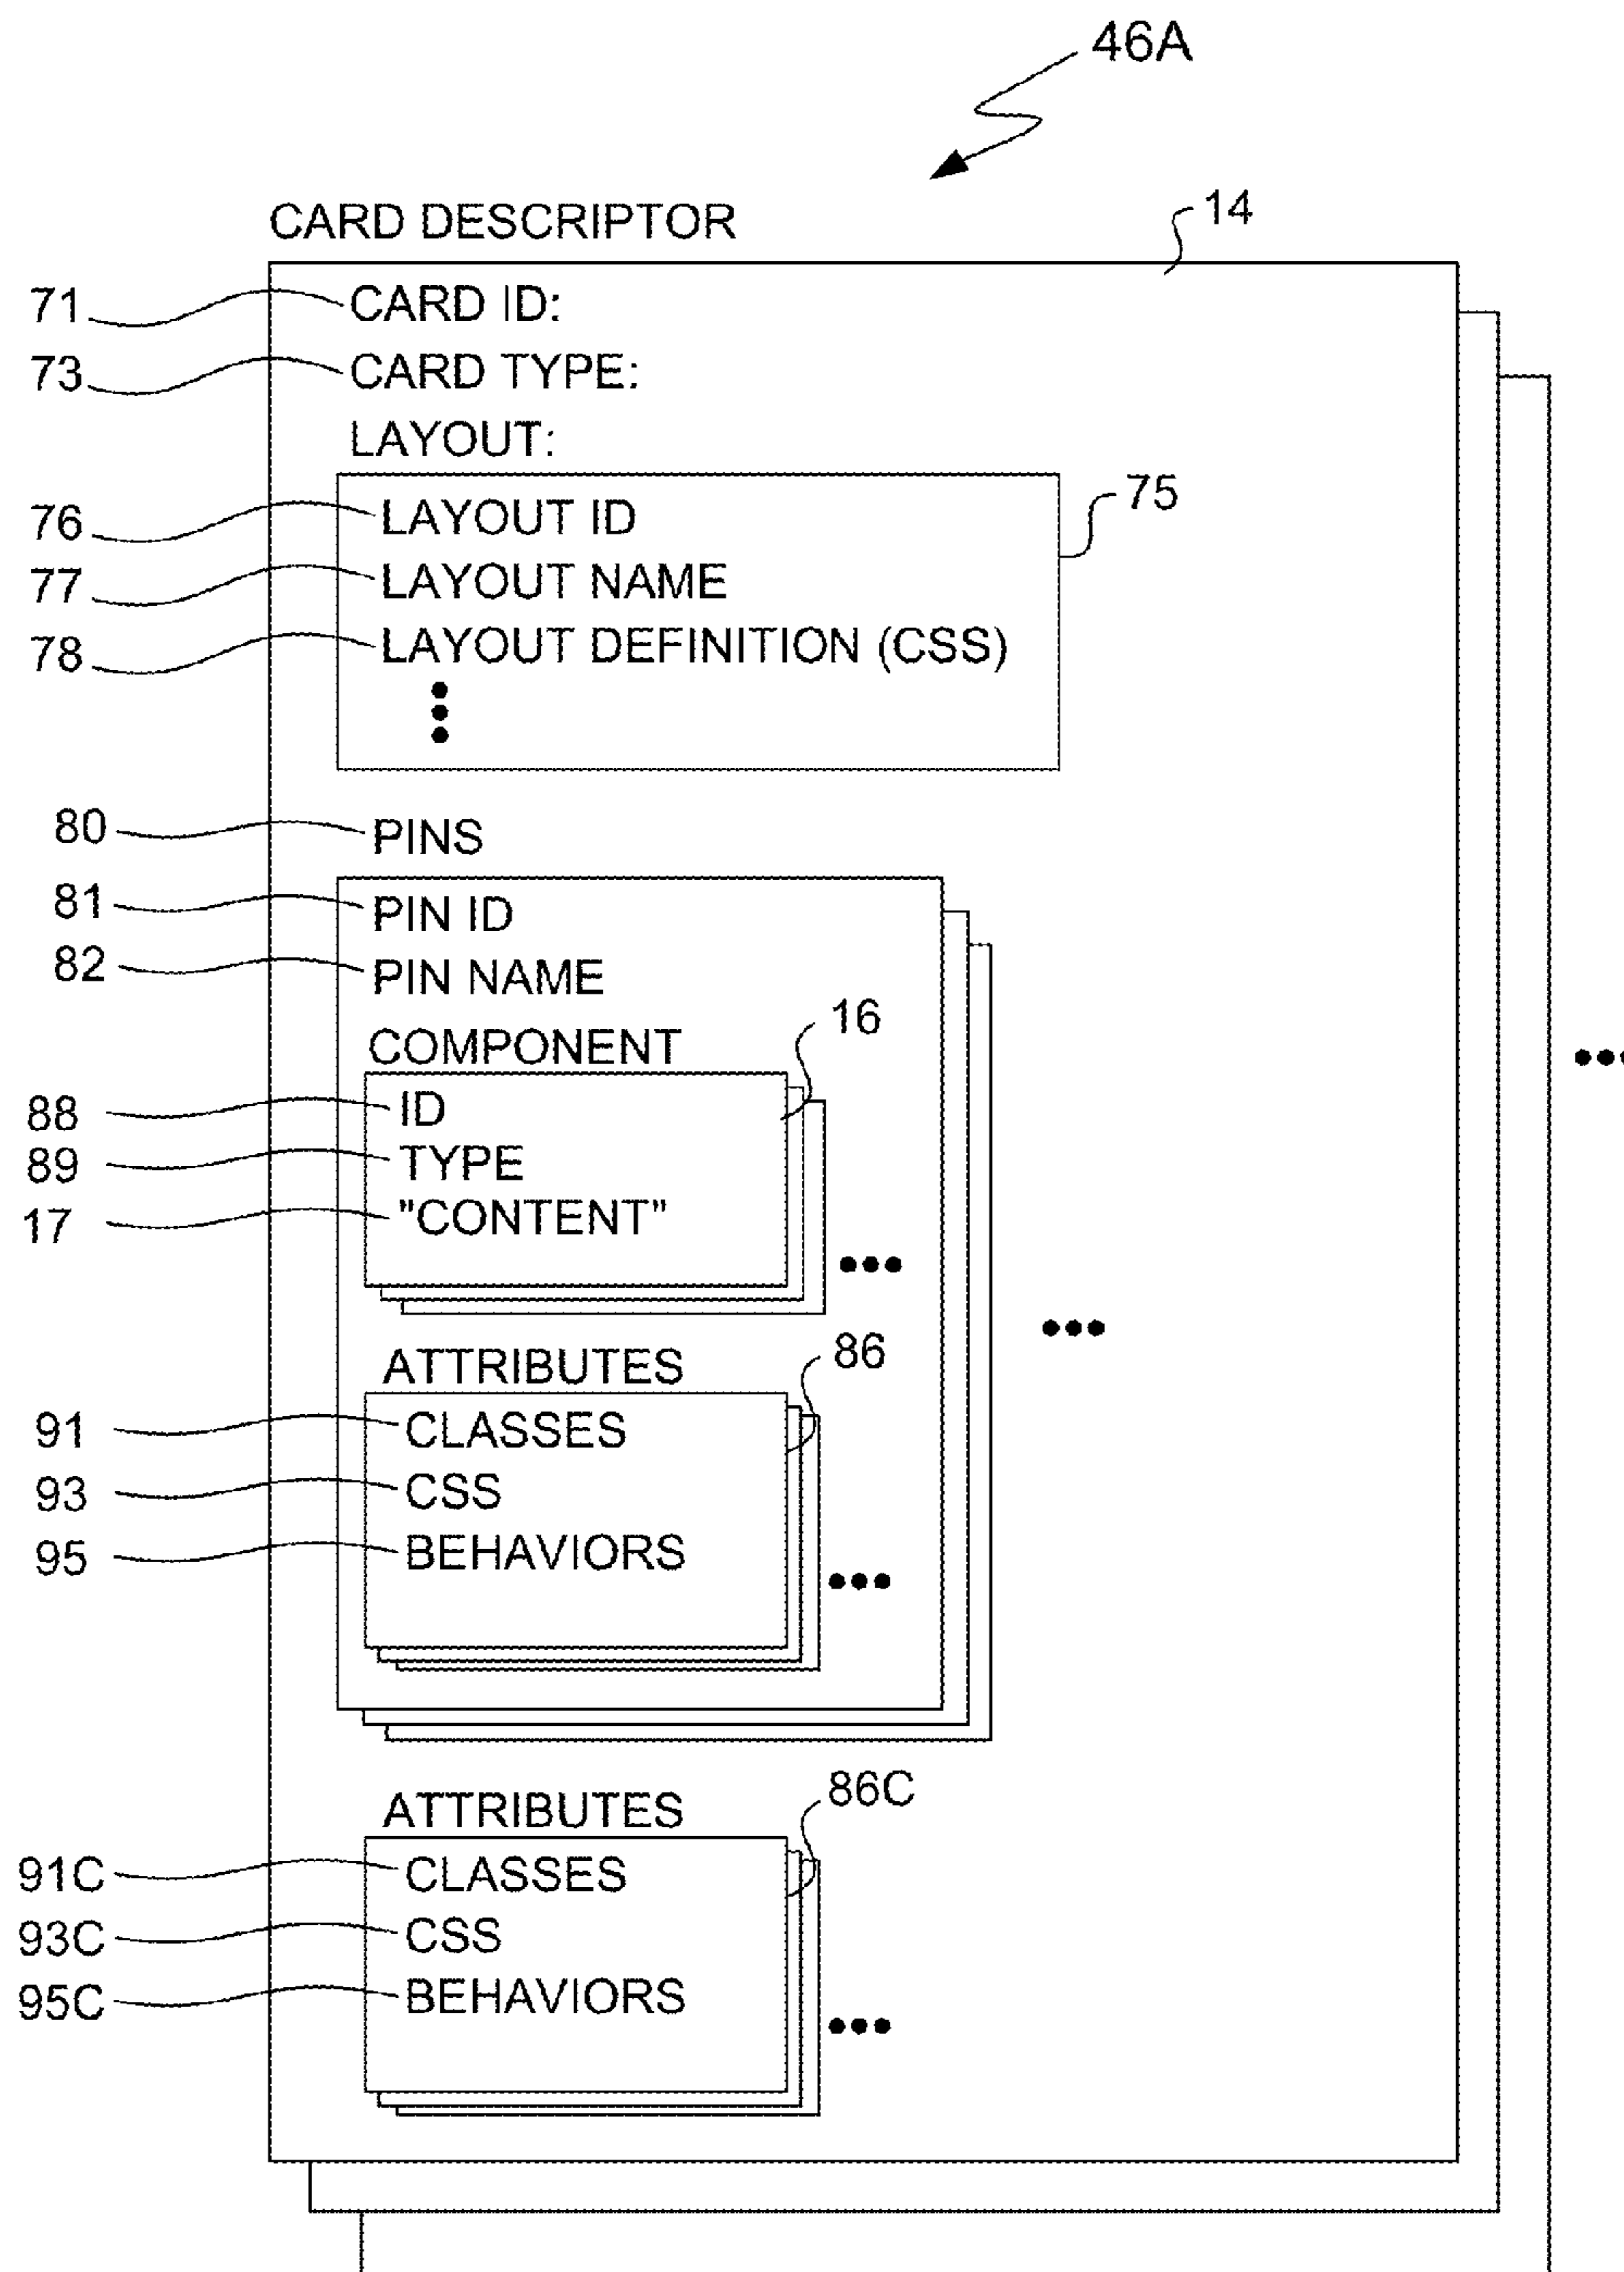 46A
CARD DESCRIPTOR
14
71 CARD ID:
73 CARD TYPE:
LAYOUT:
75
76 LAYOUT ID
77 LAYOUT NAME
78 LAYOUT DEFINITION (CSS)
80 PINS
81 PIN ID
82 PIN NAME
16
COMPONENT
88 ID
89 TYPE
17 "CONTENT"
86
ATTRIBUTES
91 CLASSES
93 CSS
95 BEHAVIORS
86C
ATTRIBUTES
91C CLASSES
93C CSS
95C BEHAVIORS